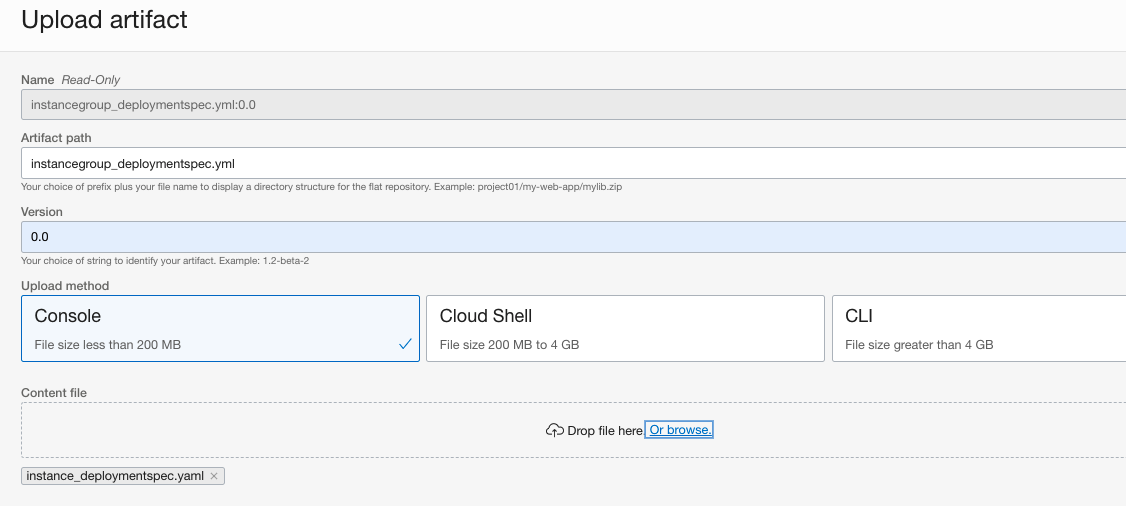 Upload artifact
Name Read-Only
instancegroup_deploymentspec.yml:0.0
Artifact path
instancegroup_deploymentspec.yml
Your choice of prefix plus your file name to display a directory structure for the flat repository. Example: project01/my-web-app/mylib.zip
Version
0.0
Your choice of string to identify your artifact. Example: 1.2-beta-2
Upload method
Console
File size less than 200 MB
Cloud Shell
File size 200 MB to 4 GB
CLI
File size greater than 4 GB
Content file
Drop file here. Or browse.
instance_deploymentspec.yaml ×